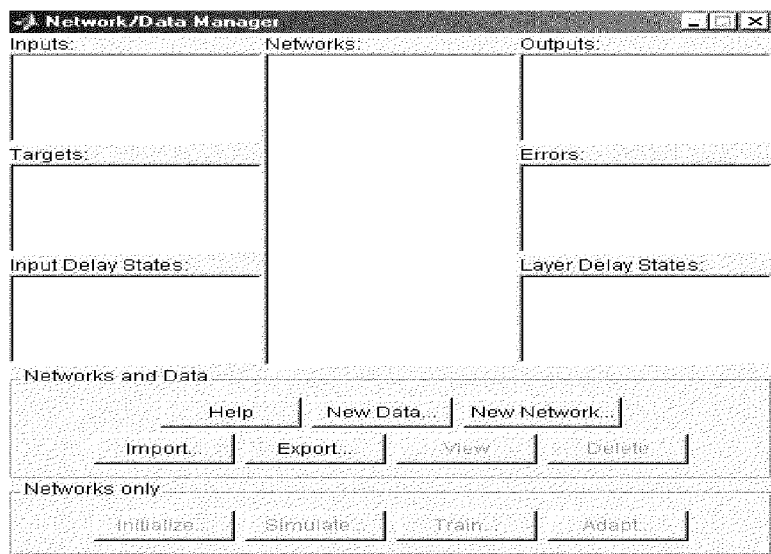 Network/Data Manager
Inputs: Networks: Outputs:
Targets: Errors:
Input Delay States: Layer Delay States:
Networks and Data
Help New Data... New Network...
Import... Export... View Delete
Networks only
Initialize... Simulate... Train... Adapt...